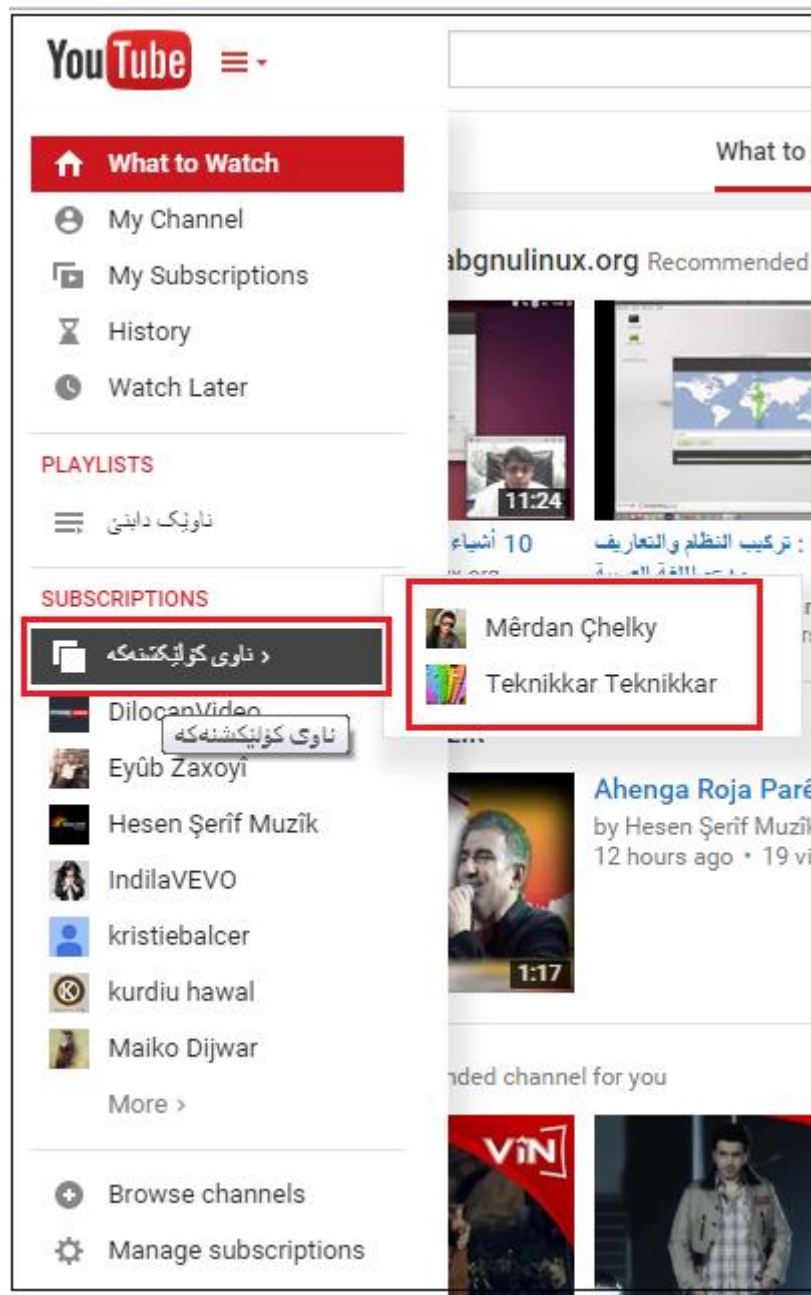 YouTube
What to Watch
My Channel
My Subscriptions
History
Watch Later
PLAYLISTS
ناوێک دابنێ
SUBSCRIPTIONS
ناوی کۆلێکشنەکە ›
DilocanVideo
ناوی کۆلێکشنەکە
Eyûb Zaxoyî
Hesen Şerîf Muzîk
IndilaVEVO
kristiebalcer
kurdiu hawal
Maiko Dijwar
More ›
Browse channels
Manage subscriptions
What to
abgnulinux.org Recommended
11:24
10 أشياء
: تركيب النظام والتعاريف
Mêrdan Çhelky
Teknikkar Teknikkar
Ahenga Roja Parê
by Hesen Şerîf Muzîk
12 hours ago • 19 vi
1:17
nded channel for you
VîN